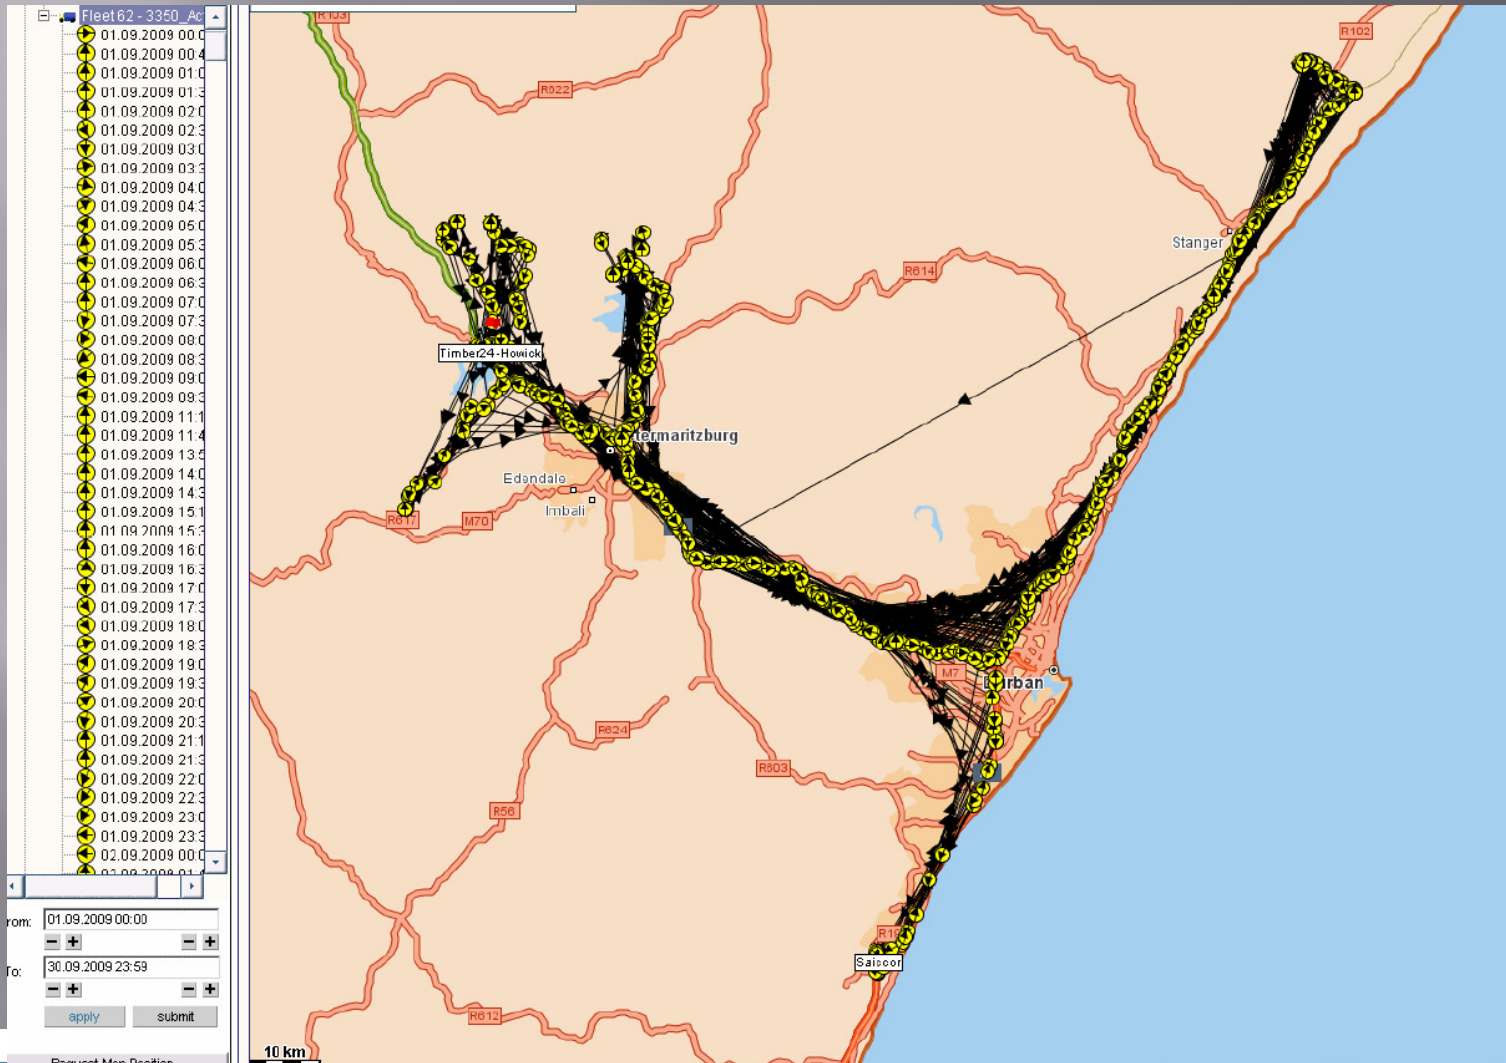 Fleet 62 - 3350_Ac
01.09.2009 00:0
01.09.2009 00:4
01.09.2009 01:0
01.09.2009 01:3
01.09.2009 02:0
01.09.2009 02:3
01.09.2009 03:0
01.09.2009 03:3
01.09.2009 04:0
01.09.2009 04:3
01.09.2009 05:0
01.09.2009 05:3
01.09.2009 06:0
01.09.2009 06:3
01.09.2009 07:0
01.09.2009 07:3
01.09.2009 08:0
01.09.2009 08:3
01.09.2009 09:0
01.09.2009 09:3
01.09.2009 11:1
01.09.2009 11:4
01.09.2009 13:5
01.09.2009 14:0
01.09.2009 14:3
01.09.2009 15:1
01.09.2009 15:3
01.09.2009 16:0
01.09.2009 16:3
01.09.2009 17:0
01.09.2009 17:3
01.09.2009 18:0
01.09.2009 18:3
01.09.2009 19:0
01.09.2009 19:3
01.09.2009 20:0
01.09.2009 20:3
01.09.2009 21:1
01.09.2009 21:3
01.09.2009 22:0
01.09.2009 22:3
01.09.2009 23:0
01.09.2009 23:3
02.09.2009 00:0
rom: 01.09.2009 00:00
To: 30.09.2009 23:59
apply submit
Request Map Position
R103
R102
R622
Stanger
R614
Timber24-Howick
termaritzburg
Edendale
Imbali
R617
M70
M7
rban
R624
R603
R56
Saiccor
R612
10 km